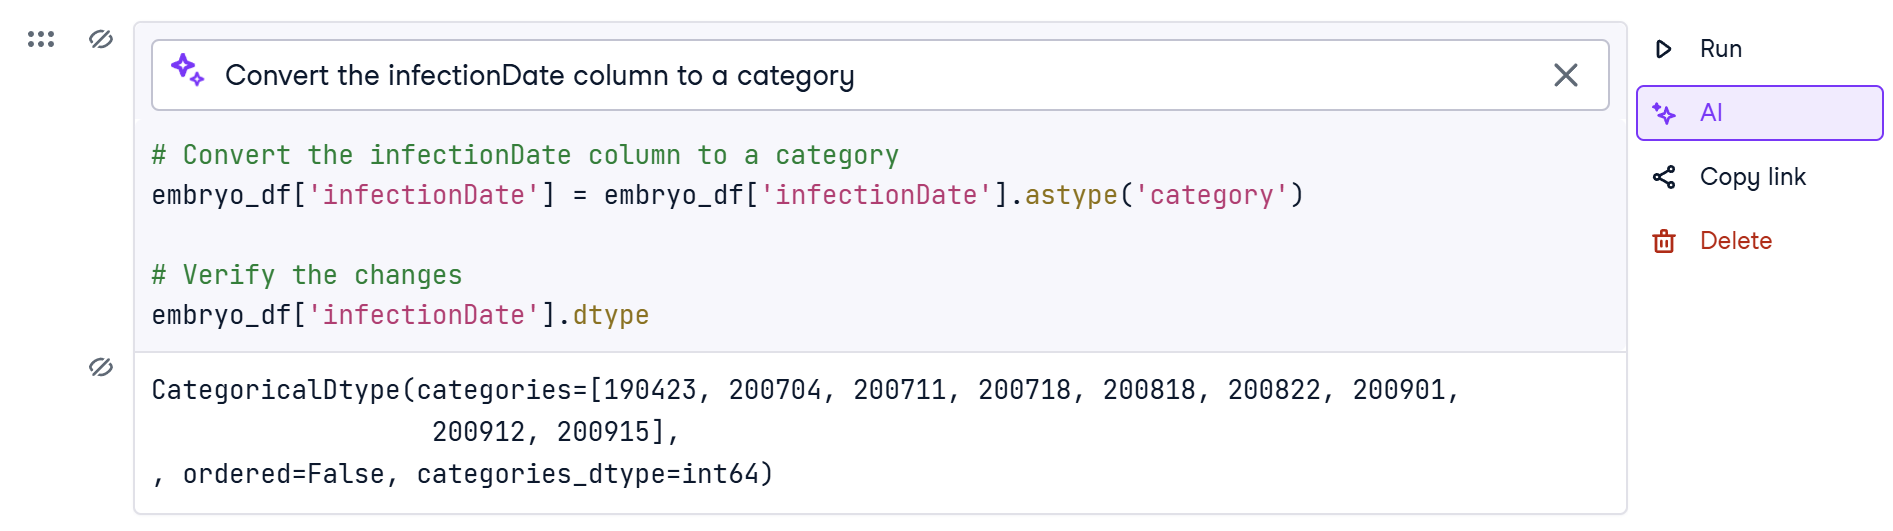 Convert the infectionDate column to a category
# Convert the infectionDate column to a category
embryo_df['infectionDate'] = embryo_df['infectionDate'].astype('category')
# Verify the changes
embryo_df['infectionDate'].dtype
CategoricalDtype(categories=[190423, 200704, 200711, 200718, 200818, 200822, 200901,
200912, 200915],
, ordered=False, categories_dtype=int64)
Run
AI
Copy link
Delete